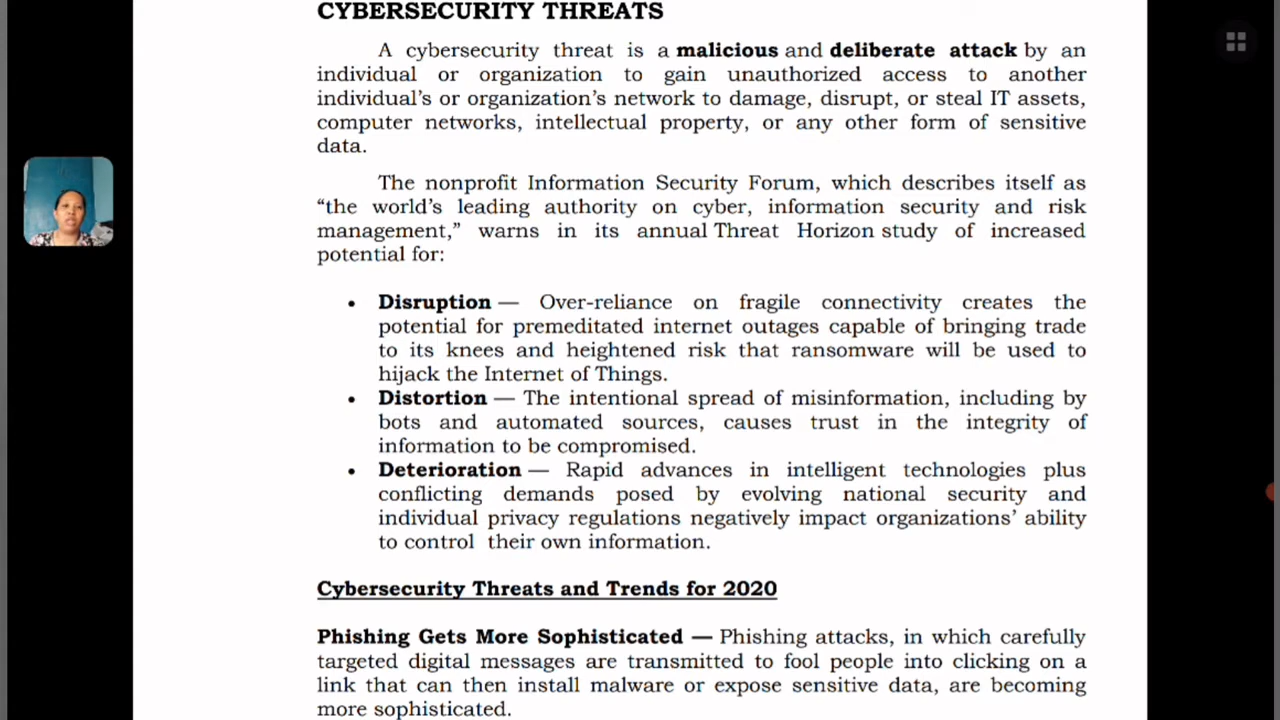 CYBERSECURITY THREATS
A cybersecurity threat is a malicious and deliberate attack by an
individual or organization to gain unauthorized access to another
individual's or organization's network to damage, disrupt, or steal IT assets,
computer networks, intellectual property, or any other form of sensitive
data.
The nonprofit Information Security Forum, which describes itself as
“the world's leading authority on cyber, information security and risk
management,” warns in its annual Threat Horizon study of increased
potential for:
• Disruption — Over-reliance on fragile connectivity creates the
potential for premeditated internet outages capable of bringing trade
to its knees and heightened risk that ransomware will be used to
hijack the Internet of Things.
• Distortion — The intentional spread of misinformation, including by
bots and automated sources, causes trust in the integrity of
information to be compromised.
• Deterioration — Rapid advances in intelligent technologies plus
conflicting demands posed by evolving national security and
individual privacy regulations negatively impact organizations' ability
to control their own information.
Cybersecurity Threats and Trends for 2020
Phishing Gets More Sophisticated — Phishing attacks, in which carefully
targeted digital messages are transmitted to fool people into clicking on a
link that can then install malware or expose sensitive data, are becoming
more sophisticated.